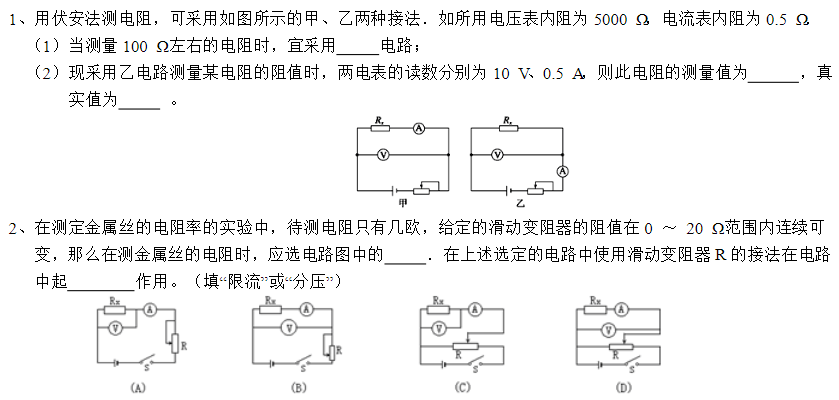 1、用伏安法测电阻，可采用如图所示的甲、乙两种接法．如所用电压表内阻为 5000 Ω，电流表内阻为 0.5 Ω
（1）当测量 100 Ω左右的电阻时，宜采用_____电路；
（2）现采用乙电路测量某电阻的阻值时，两电表的读数分别为 10 V、0.5 A，则此电阻的测量值为______，真
实值为_____ 。
Rx A V 甲
Rx V A 乙
2、在测定金属丝的电阻率的实验中，待测电阻只有几欧，给定的滑动变阻器的阻值在 0 ～ 20 Ω范围内连续可
变，那么在测金属丝的电阻时，应选电路图中的_____．在上述选定的电路中使用滑动变阻器 R 的接法在电路
中起________作用。（填“限流”或“分压”）
Rx A V R S (A)
Rx A V R S (B)
Rx A V R S (C)
Rx A V R S (D)